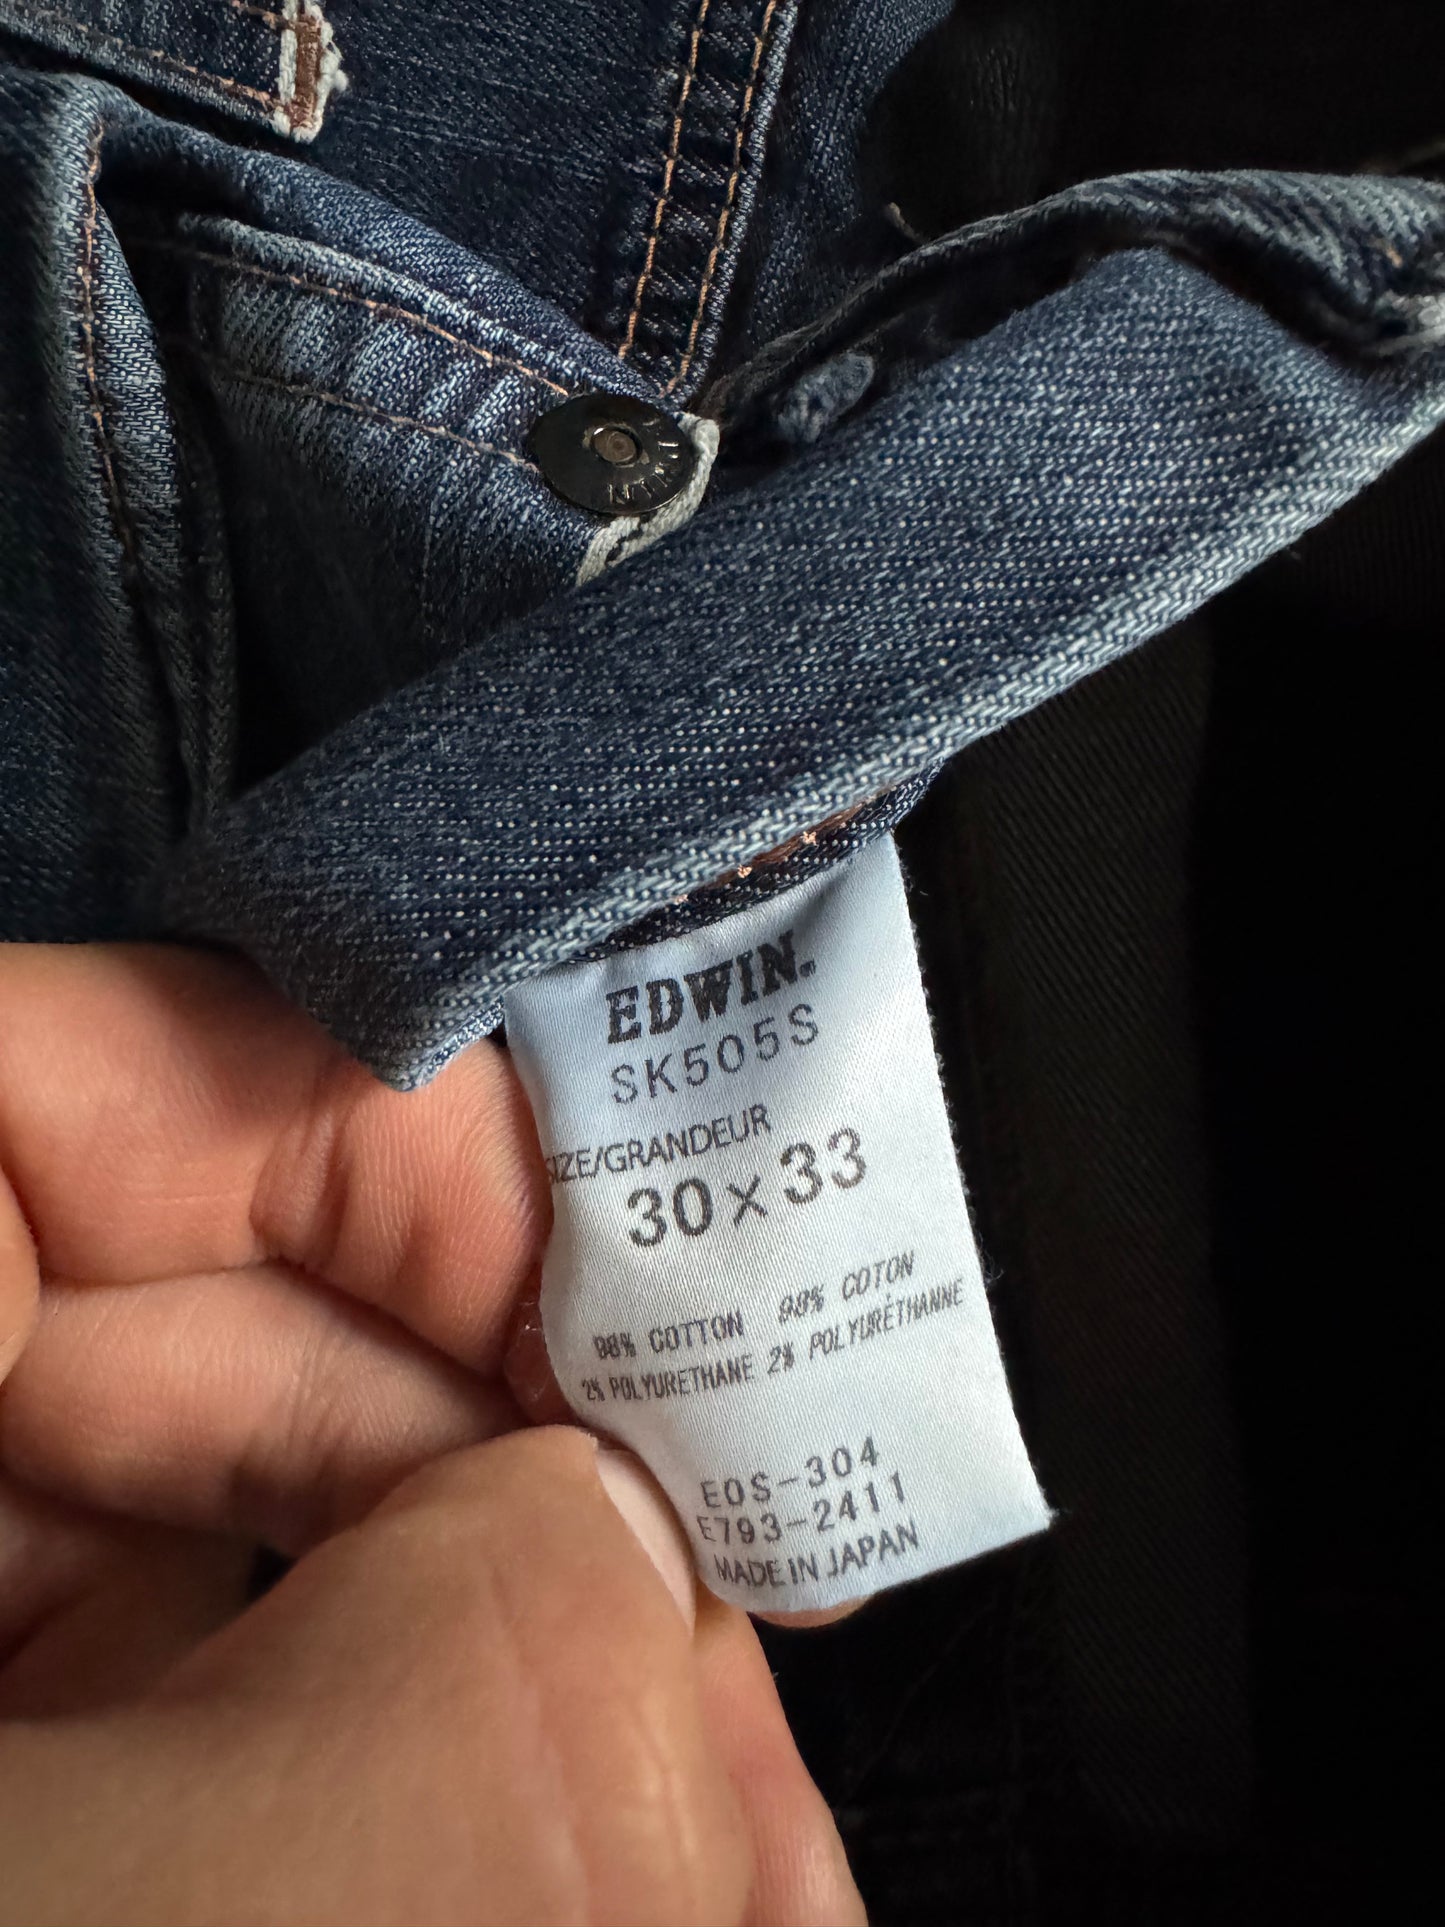 EDWIN.
SK505S
SIZE/GRANDEUR
30×33
98% COTTON 98% COTON
2% POLYURETHANE 2% POLYURÉTHANNE
EOS-304
E793-2411
MADE IN JAPAN